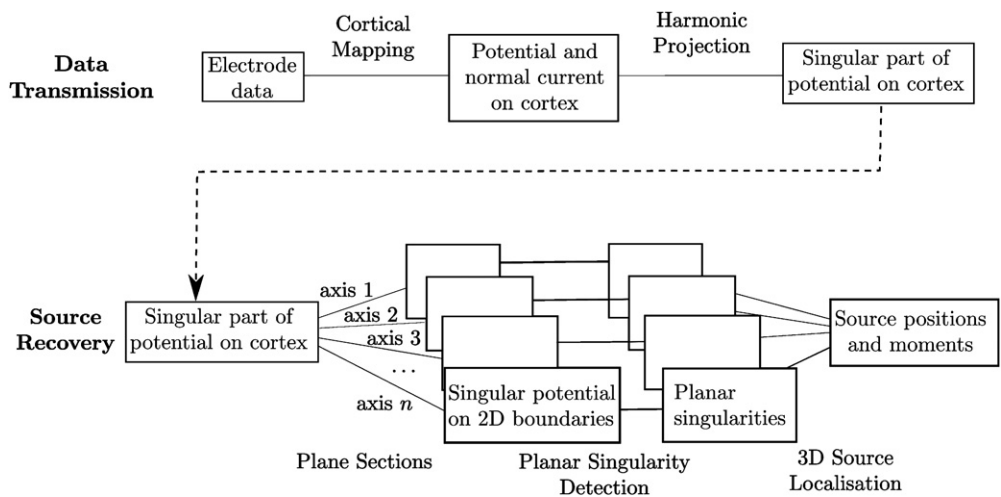 Data
Transmission
Electrode
data
Cortical
Mapping
Potential and
normal current
on cortex
Harmonic
Projection
Singular part of
potential on cortex
Source
Recovery
Singular part of
potential on cortex
axis 1
axis 2
axis 3
...
axis n
Singular potential
on 2D boundaries
Planar
singularities
Source positions
and moments
Plane Sections
Planar Singularity
Detection
3D Source
Localisation